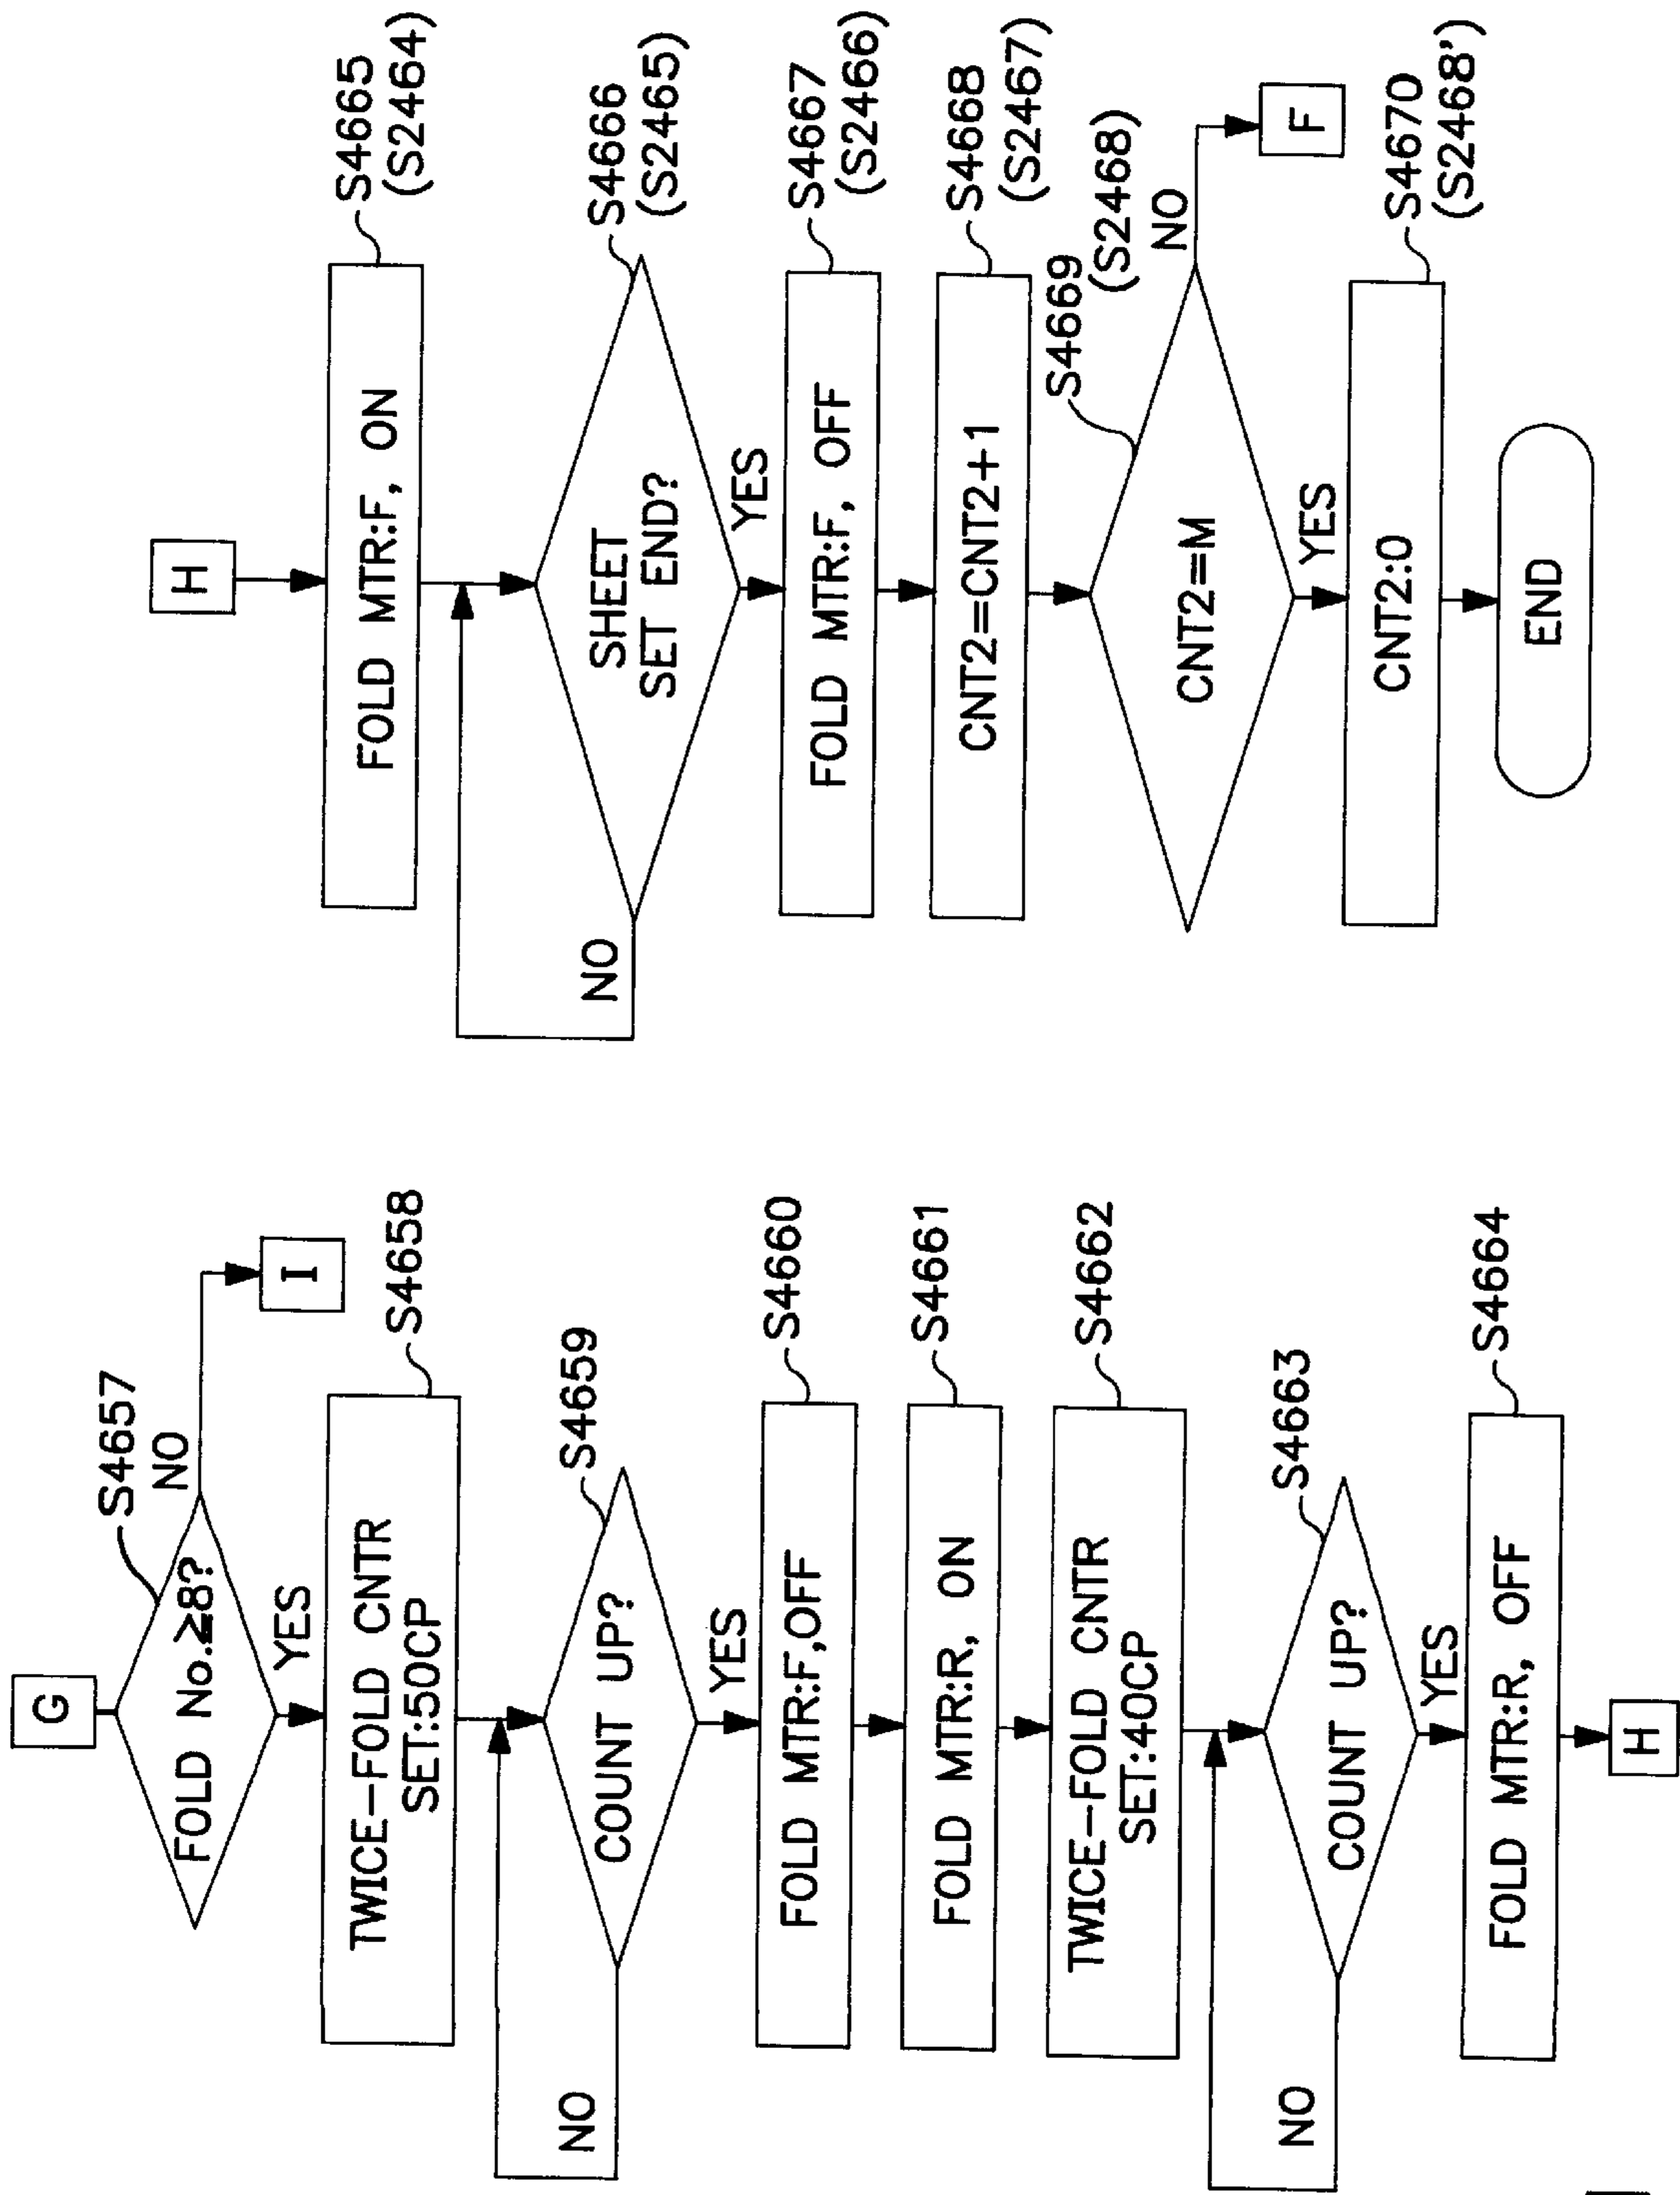 G
S4657
FOLD No.≥8?
NO
I
YES
TWICE-FOLD CNTR
SET:50CP
S4658
S4659
COUNT UP?
NO
YES
FOLD MTR:F,OFF
S4660
FOLD MTR:R, ON
S4661
TWICE-FOLD CNTR
SET:40CP
S4662
S4663
COUNT UP?
NO
YES
FOLD MTR:R, OFF
S4664
H
H
FOLD MTR:F, ON
S4665
(S2464)
SHEET
SET END?
S4666
(S2465)
NO
YES
FOLD MTR:F, OFF
S4667
(S2466)
CNT2=CNT2+1
S4668
(S2467)
S4669
(S2468)
CNT2=M
NO
F
YES
CNT2:0
S4670
(S2468')
END